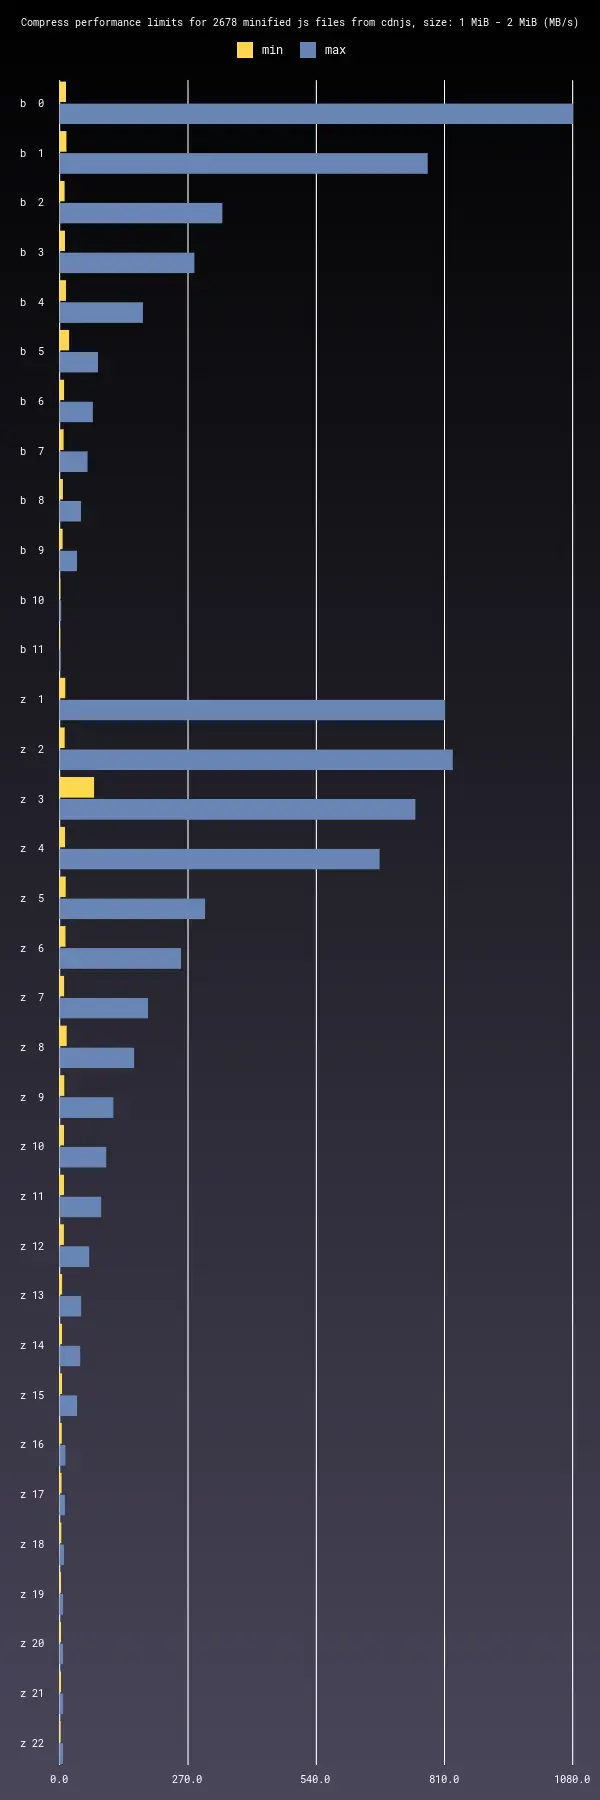 Compress performance limits for 2678 minified js files from cdnjs, size: 1 MiB - 2 MiB (MB/s)
min max
b 0
b 1
b 2
b 3
b 4
b 5
b 6
b 7
b 8
b 9
b 10
b 11
z 1
z 2
z 3
z 4
z 5
z 6
z 7
z 8
z 9
z 10
z 11
z 12
z 13
z 14
z 15
z 16
z 17
z 18
z 19
z 20
z 21
z 22
0.0 270.0 540.0 810.0 1080.0